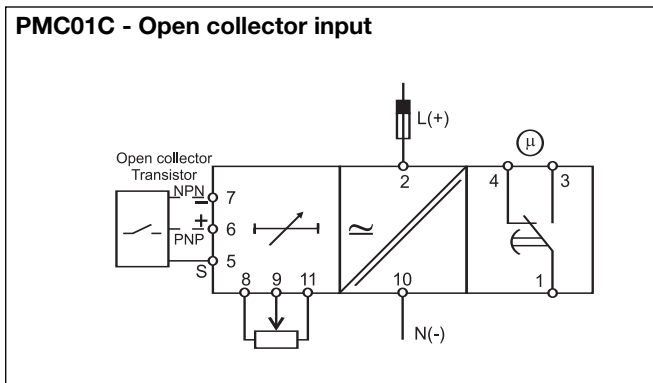 PMC01C - Open collector input
L(+)
μ
Open collector
Transistor
NPN
7
2
4
3
+
6
PNP
≃
S
5
8
9
11
10
1
N(-)